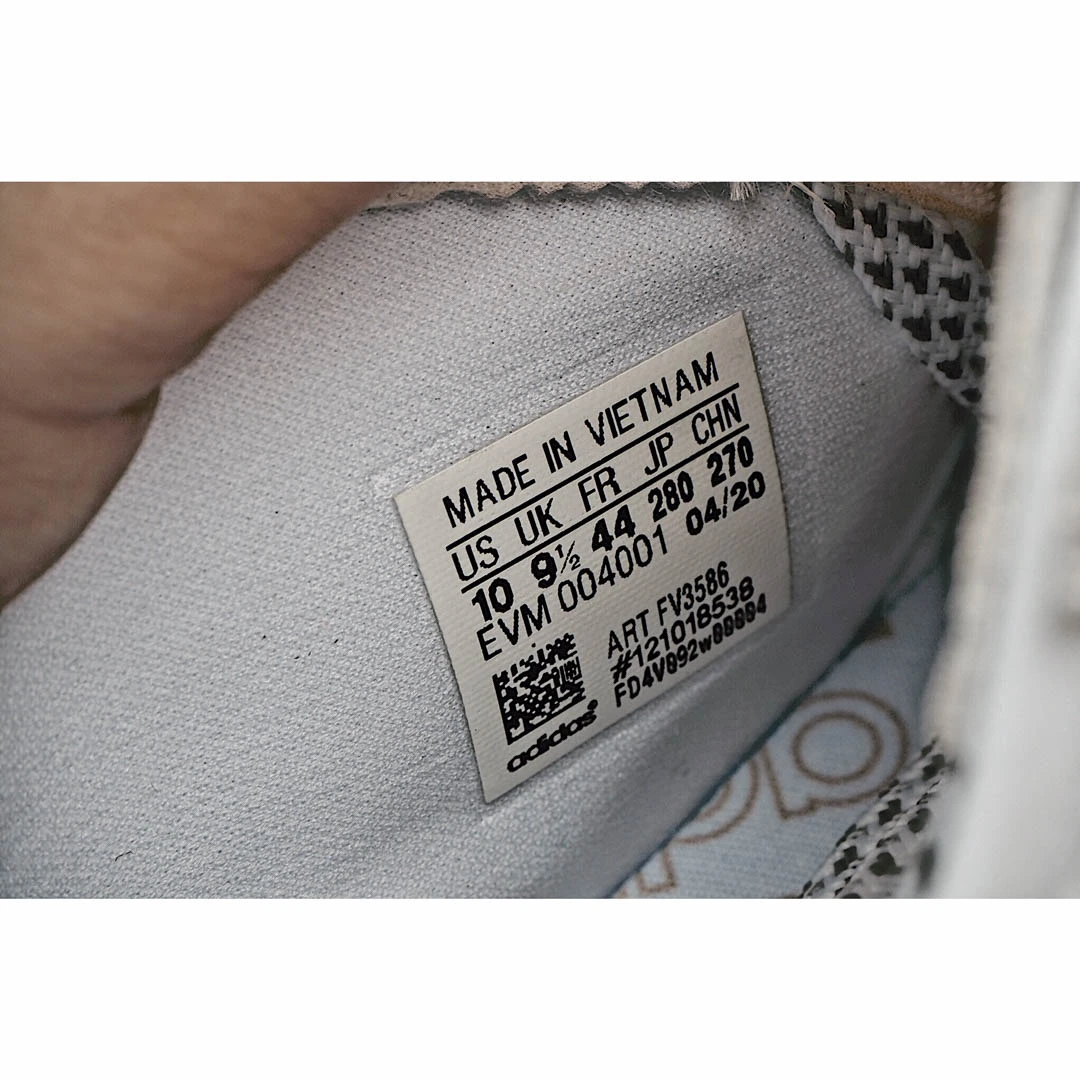 MADE IN VIETNAM
US UK FR JP CHN
10 9½ 44 280 270
EVM 004001 04/20
ART FV3586
#121018538
FD4V092w00004
adidas®